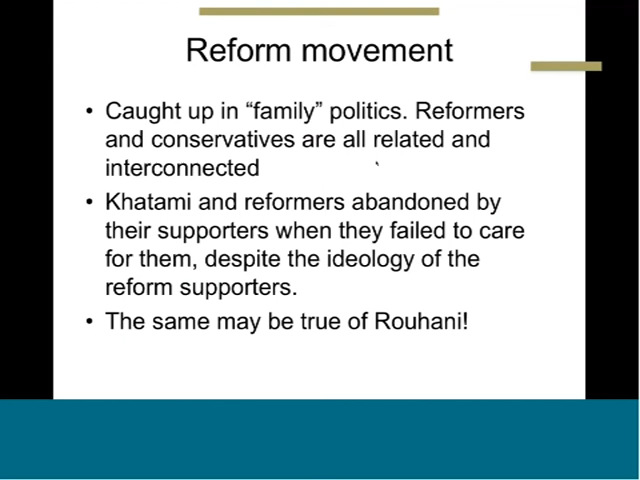 Reform movement
• Caught up in “family” politics. Reformers
and conservatives are all related and
interconnected
• Khatami and reformers abandoned by
their supporters when they failed to care
for them, despite the ideology of the
reform supporters.
• The same may be true of Rouhani!